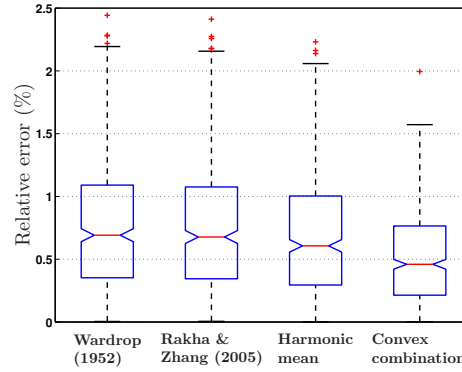 2.5
2
1.5
1
0.5
0
Relative error (%)
Wardrop
(1952)
Rakha &
Zhang (2005)
Harmonic
mean
Convex
combination